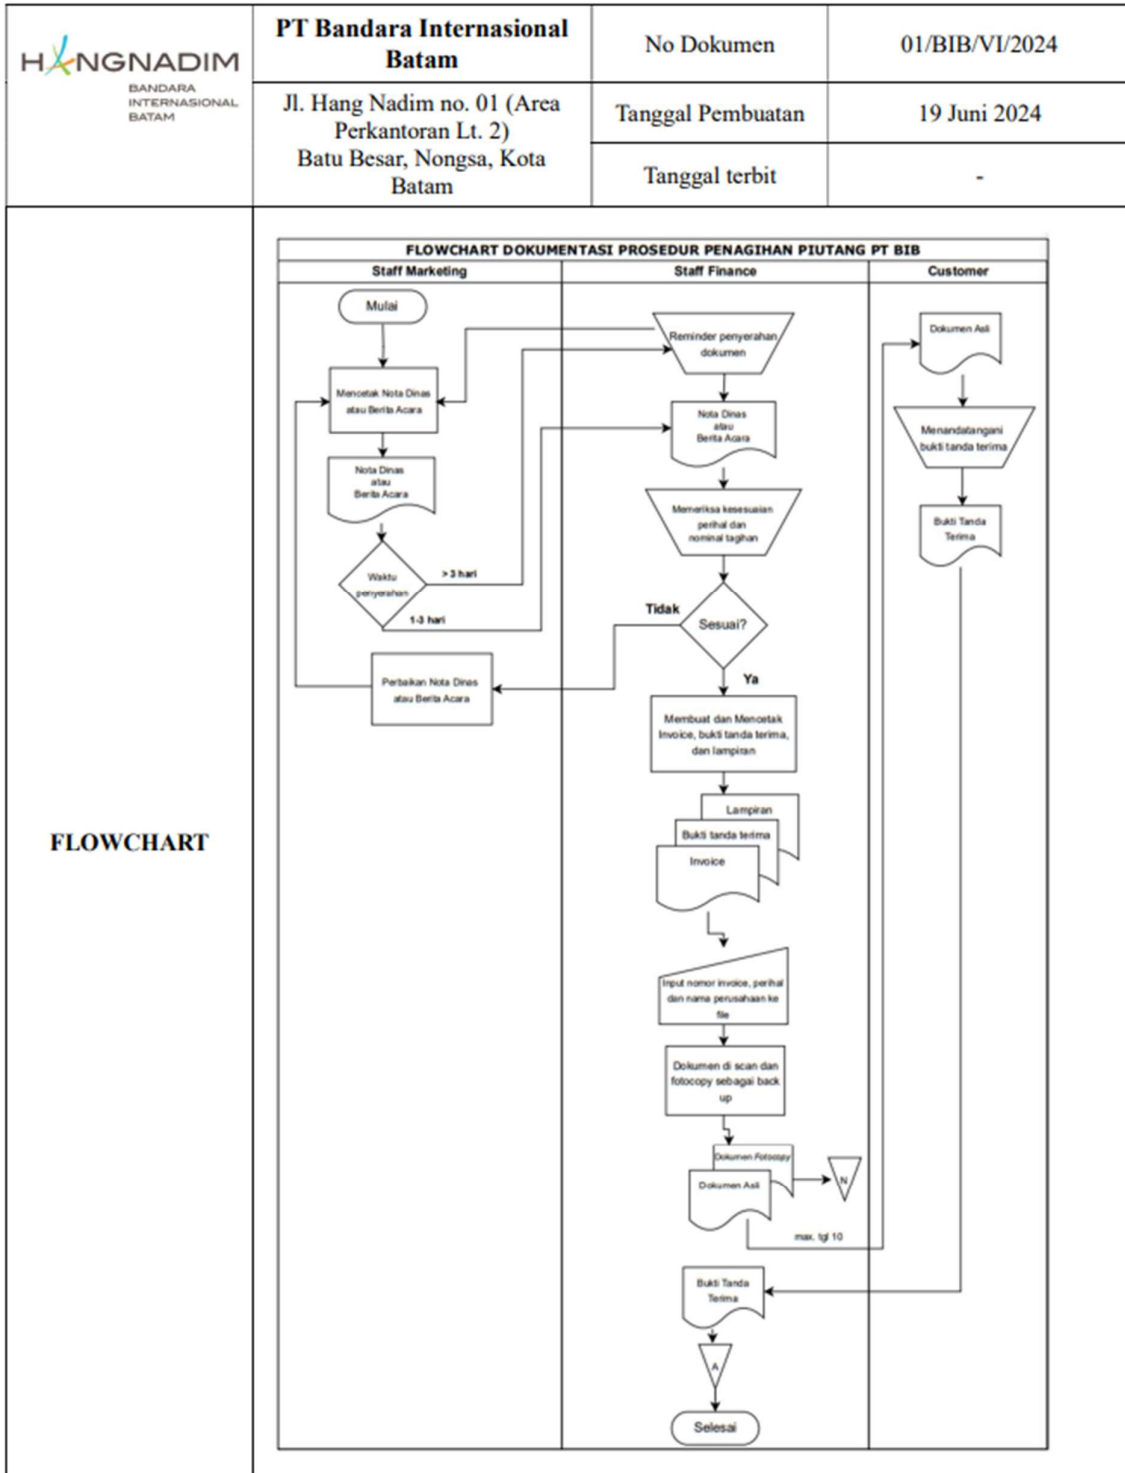 HANGNADIM
BANDARA
INTERNASIONAL
BATAM
PT Bandara Internasional
Batam
Jl. Hang Nadim no. 01 (Area
Perkantoran Lt. 2)
Batu Besar, Nongsa, Kota
Batam
No Dokumen
01/BIB/VI/2024
Tanggal Pembuatan
19 Juni 2024
Tanggal terbit
-
FLOWCHART
FLOWCHART DOKUMENTASI PROSEDUR PENAGIHAN PIUTANG PT BIB
Staff Marketing
Staff Finance
Customer
Mulai
Mencetak Nota Dinas
atau Berita Acara
Nota Dinas
atau
Berita Acara
Waktu
penyerahan
> 3 hari
1-3 hari
Perbaikan Nota Dinas
atau Berita Acara
Reminder penyerahan
dokumen
Nota Dinas
atau
Berita Acara
Memeriksa kesesuaian
perihal dan
nominal tagihan
Tidak
Sesuai?
Ya
Membuat dan Mencetak
Invoice, bukti tanda terima,
dan lampiran
Lampiran
Bukti tanda terima
Invoice
Input nomor invoice, perihal
dan nama perusahaan ke
file
Dokumen di scan dan
fotocopy sebagai back
up
Dokumen Fotocopy
Dokumen Asli
N
max. tgl 10
Bukti Tanda
Terima
A
Selesai
Dokumen Asli
Menandatangani
bukti tanda terima
Bukti Tanda
Terima